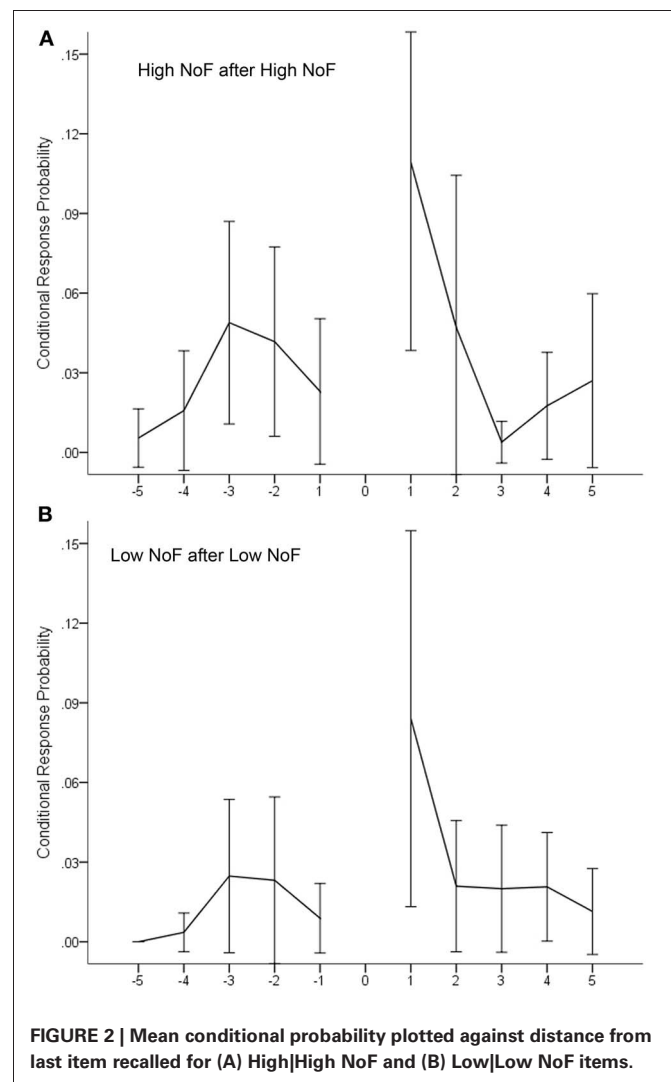 A
High NoF after High NoF
Conditional Response Probability
.15
.12
.09
.06
.03
.00
-5 -4 -3 -2 1 0 1 2 3 4 5
B
Low NoF after Low NoF
Conditional Response Probability
.15
.12
.09
.06
.03
.00
-5 -4 -3 -2 -1 0 1 2 3 4 5
FIGURE 2 | Mean conditional probability plotted against distance from
last item recalled for (A) High|High NoF and (B) Low|Low NoF items.